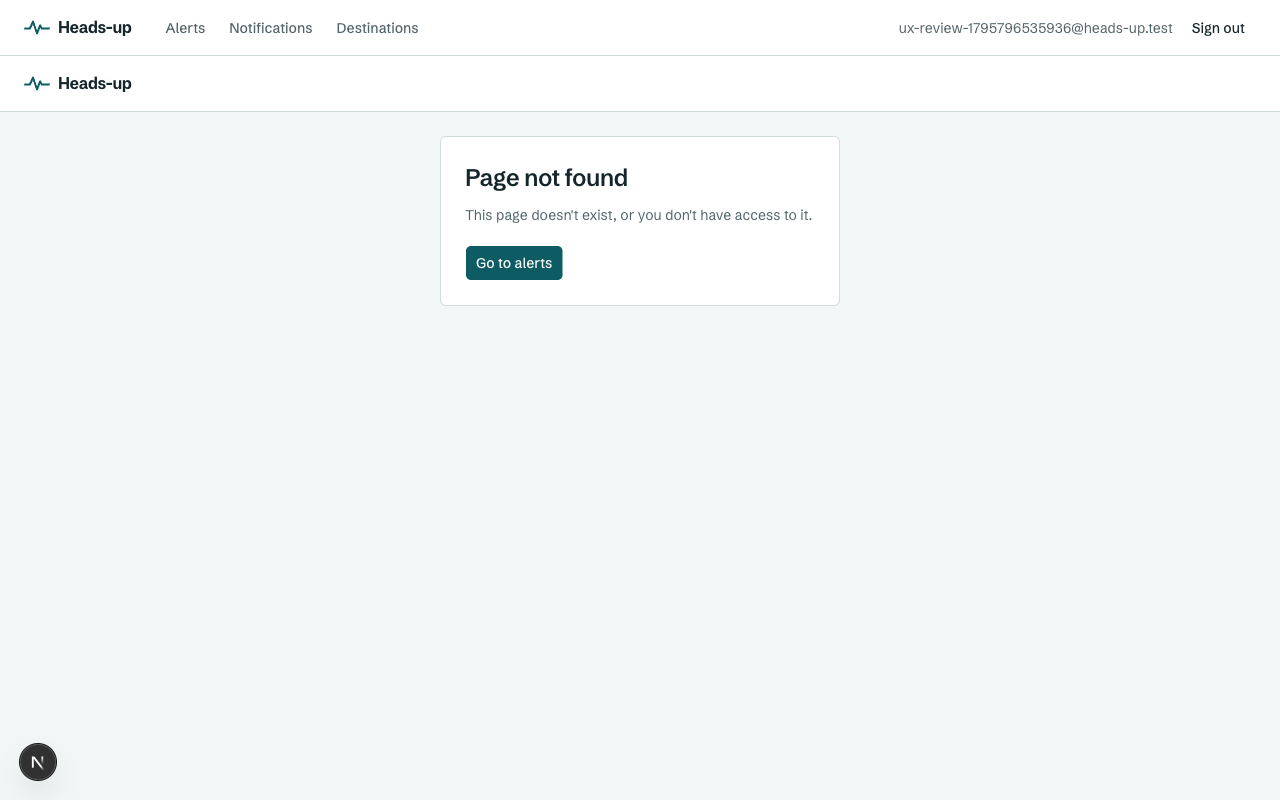 Heads-up Alerts Notifications Destinations ux-review-1795796535936@heads-up.test Sign out
Heads-up
Page not found
This page doesn't exist, or you don't have access to it.
Go to alerts
N